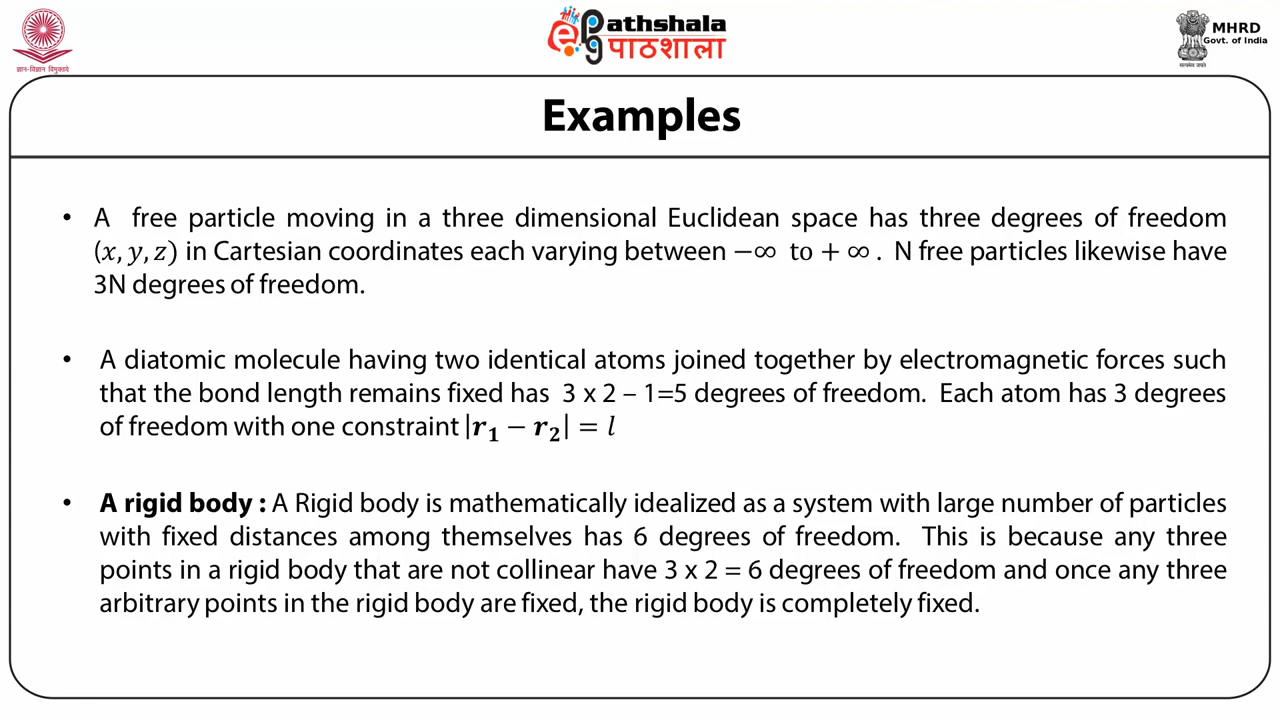 ज्ञान-विज्ञान विमुक्तये
Pathshala
पाठशाला
MHRD
Govt. of India
सत्यमेव जयते
Examples
• A free particle moving in a three dimensional Euclidean space has three degrees of freedom
(x, y, z) in Cartesian coordinates each varying between −∞ to + ∞ . N free particles likewise have
3N degrees of freedom.
• A diatomic molecule having two identical atoms joined together by electromagnetic forces such
that the bond length remains fixed has 3 x 2 – 1=5 degrees of freedom. Each atom has 3 degrees
of freedom with one constraint |r₁ − r₂| = l
• A rigid body : A Rigid body is mathematically idealized as a system with large number of particles
with fixed distances among themselves has 6 degrees of freedom. This is because any three
points in a rigid body that are not collinear have 3 x 2 = 6 degrees of freedom and once any three
arbitrary points in the rigid body are fixed, the rigid body is completely fixed.